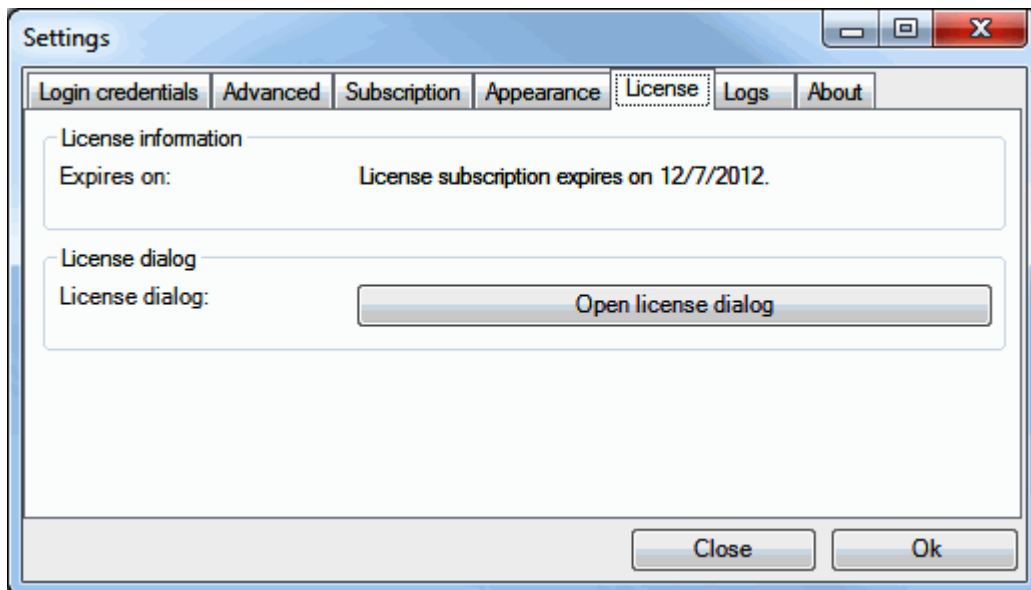 Settings
Login credentials Advanced Subscription Appearance License Logs About
License information
Expires on: License subscription expires on 12/7/2012.
License dialog
License dialog: Open license dialog
Close Ok